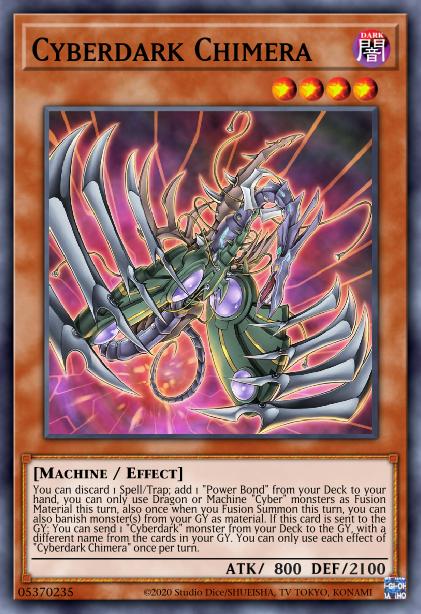 CYBERDARK CHIMERA
DARK
闇
[MACHINE / EFFECT]
You can discard 1 Spell/Trap; add 1 "Power Bond" from your Deck to your
hand, you can only use Dragon or Machine "Cyber" monsters as Fusion
Material this turn, also once when you Fusion Summon this turn, you can
also banish monster(s) from your GY as material. If this card is sent to the
GY: You can send 1 "Cyberdark" monster from your Deck to the GY, with a
different name from the cards in your GY. You can only use each effect of
"Cyberdark Chimera" once per turn.
ATK/ 800 DEF/2100
05370235
©2020 Studio Dice/SHUEISHA, TV TOKYO, KONAMI